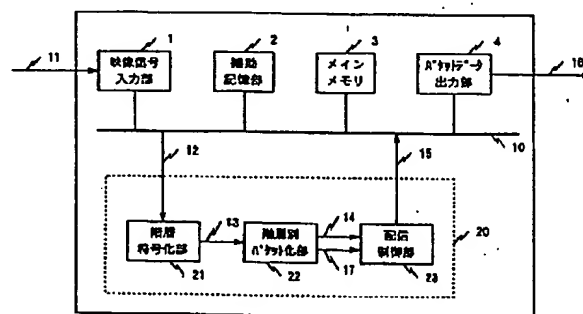 1
2
3
4
11
映像信号
入力部
補助
記憶部
メイン
メモリ
パケットデータ
出力部
16
12
15
10
階層
符号化部
13
階層別
パケット化部
14
17
配信
制御部
20
21
22
23